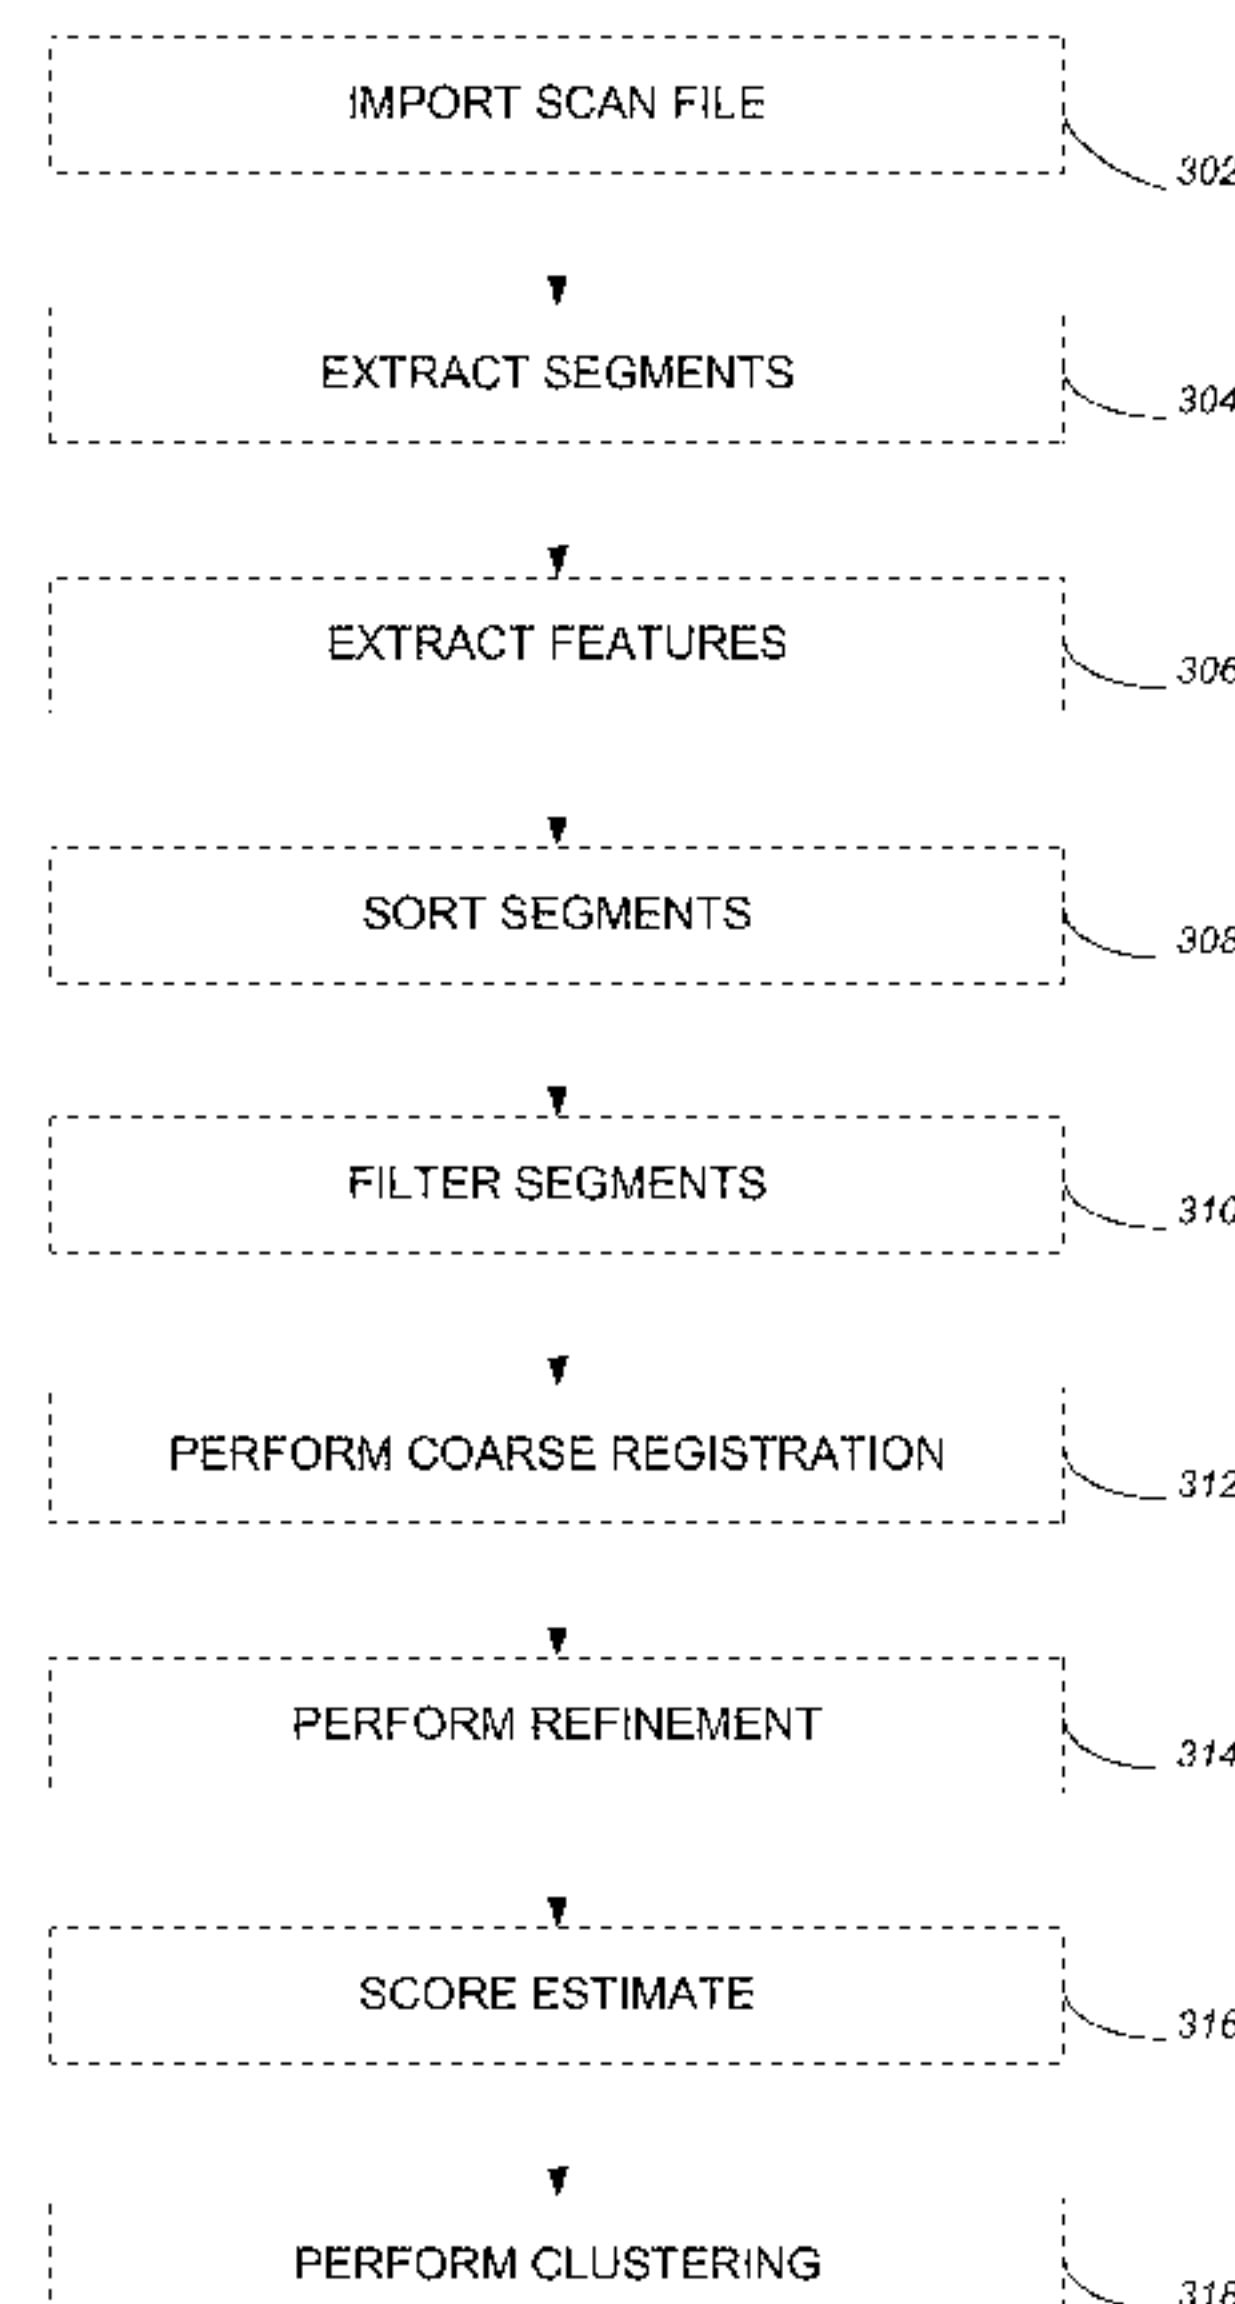 IMPORT SCAN FILE
302
EXTRACT SEGMENTS
304
EXTRACT FEATURES
306
SORT SEGMENTS
308
FILTER SEGMENTS
310
PERFORM COARSE REGISTRATION
312
PERFORM REFINEMENT
314
SCORE ESTIMATE
316
PERFORM CLUSTERING
318